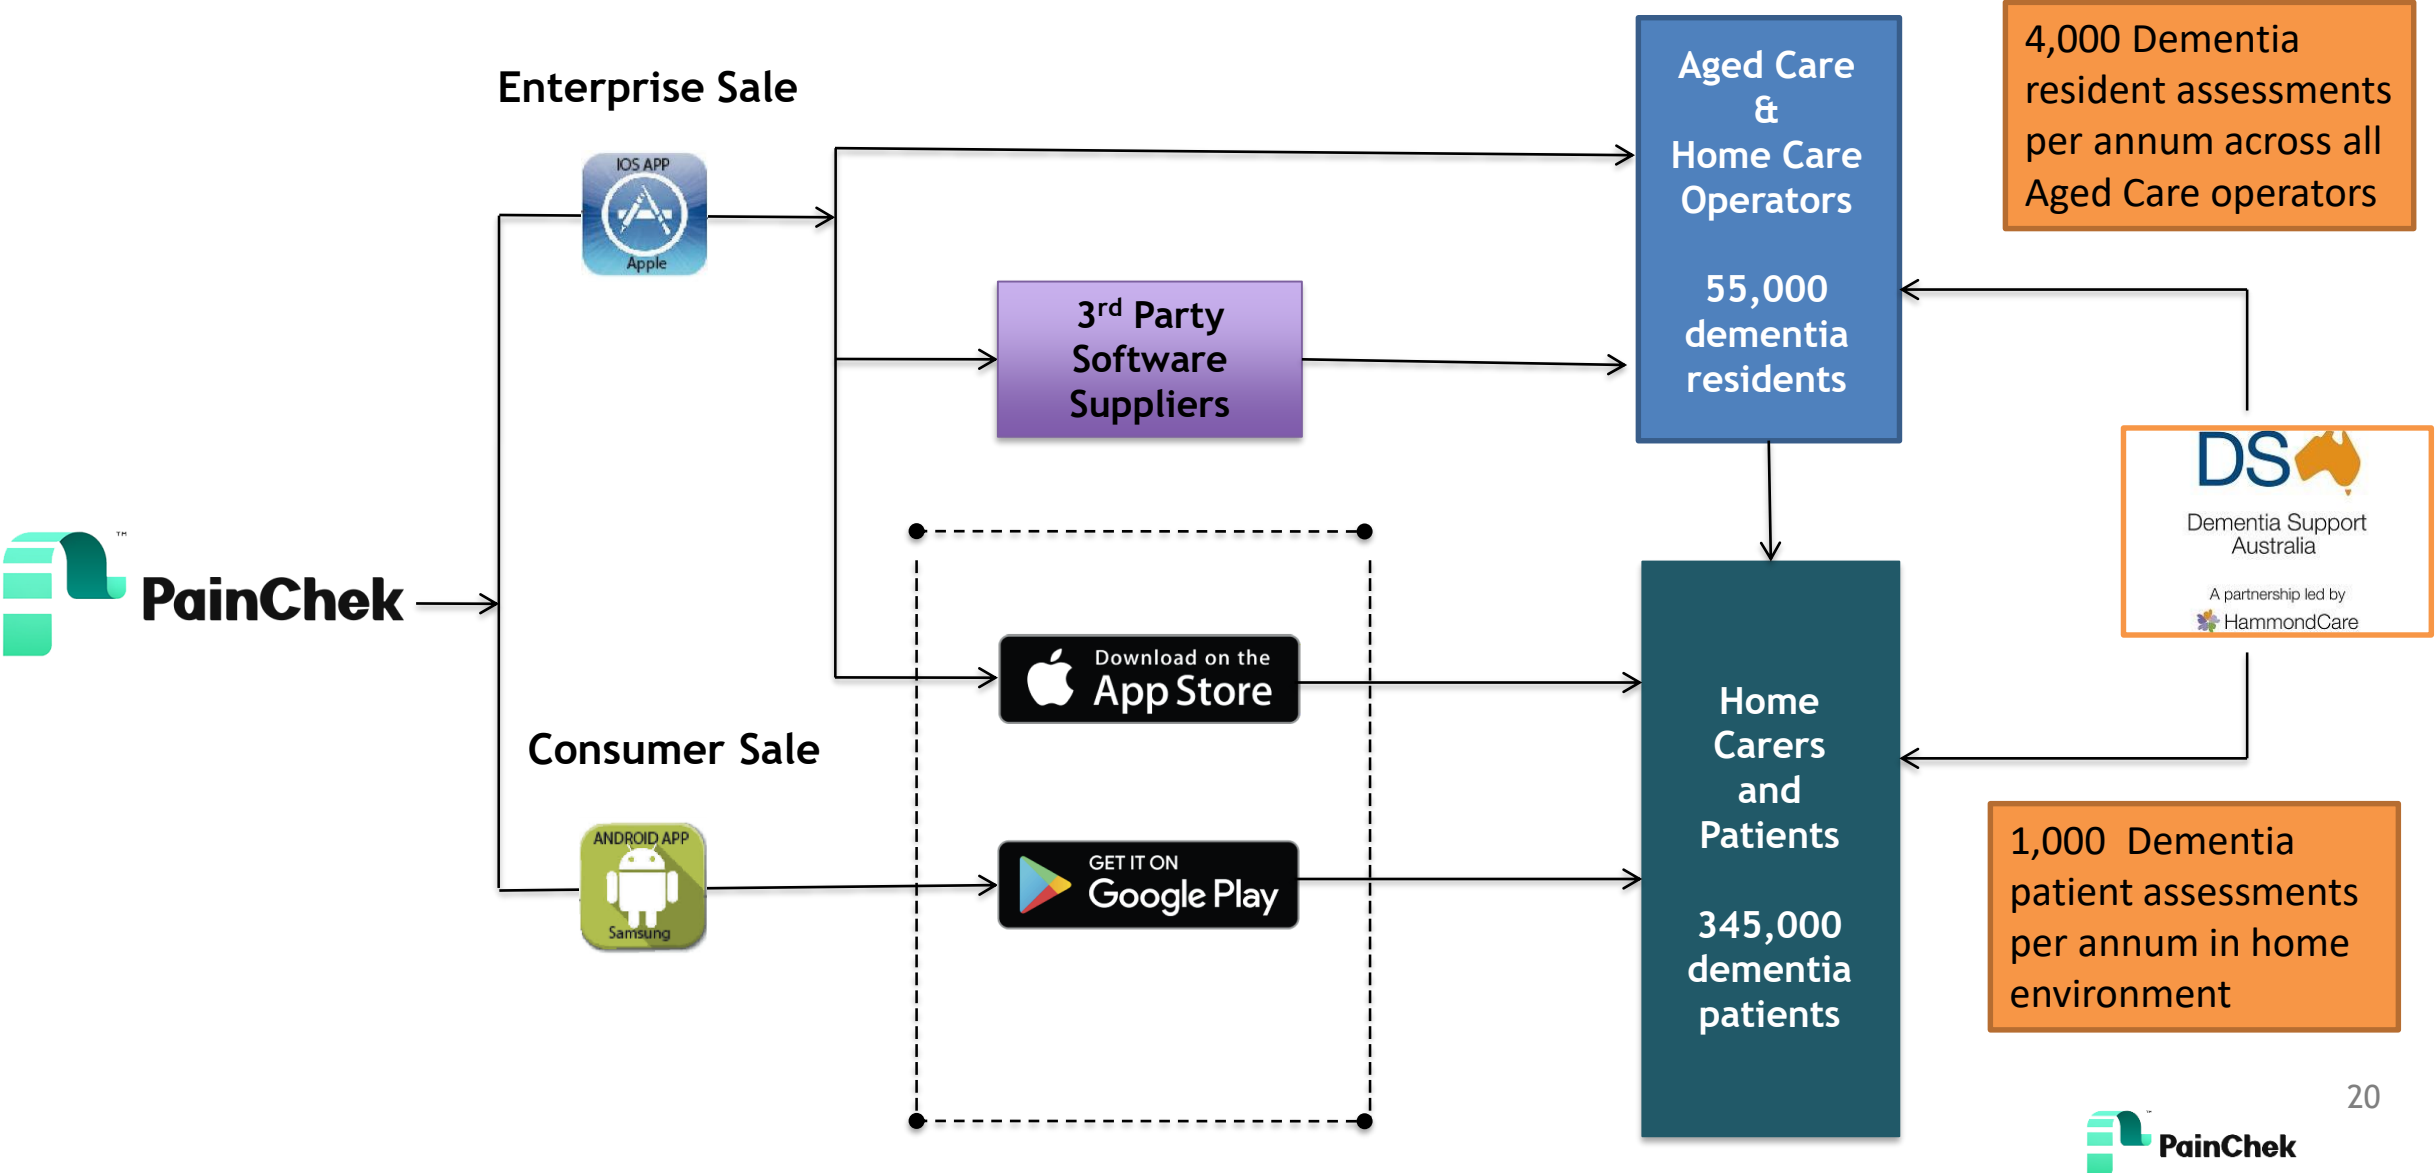 Enterprise Sale
IOS APP
Apple
Aged Care
&
Home Care
Operators
55,000
dementia
residents
4,000 Dementia
resident assessments
per annum across all
Aged Care operators
3rd Party
Software
Suppliers
DS
Dementia Support
Australia
A partnership led by
HammondCare
PainChek
TM
Download on the
App Store
Consumer Sale
ANDROID APP
Samsung
GET IT ON
Google Play
Home
Carers
and
Patients
345,000
dementia
patients
1,000 Dementia
patient assessments
per annum in home
environment
20
PainChek